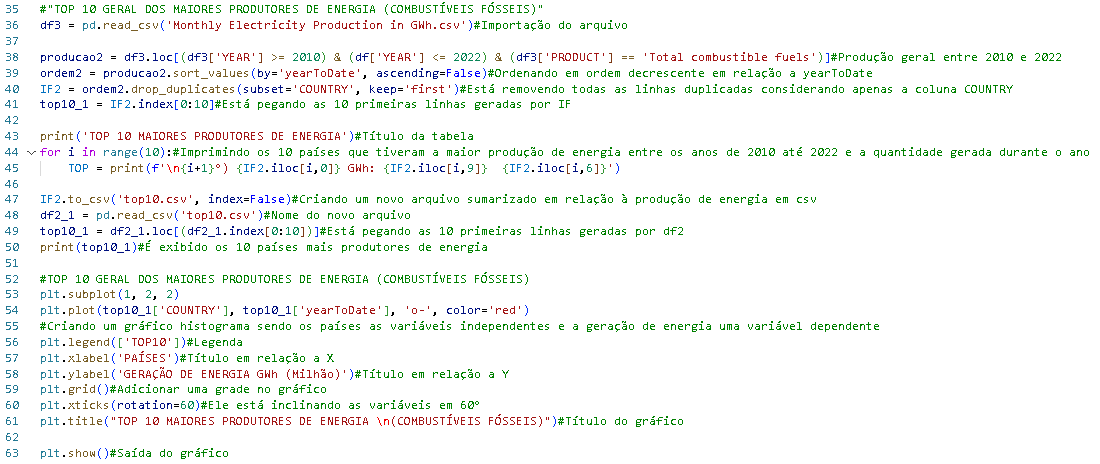 35 #"TOP 10 GERAL DOS MAIORES PRODUTORES DE ENERGIA (COMBUSTÍVEIS FÓSSEIS)"
36 df3 = pd.read_csv('Monthly Electricity Production in GWh.csv')#Importação do arquivo
37
38 producao2 = df3.loc[(df3['YEAR'] >= 2010) & (df['YEAR'] <= 2022) & (df3['PRODUCT'] == 'Total combustible fuels')]#Produção geral entre 2010 e 2022
39 ordem2 = producao2.sort_values(by='yearToDate', ascending=False)#Ordenando em ordem decrescente em relação a yearToDate
40 IF2 = ordem2.drop_duplicates(subset='COUNTRY', keep='first')#Está removendo todas as linhas duplicadas considerando apenas a coluna COUNTRY
41 top10_1 = IF2.index[0:10]#Está pegando as 10 primeiras linhas geradas por IF
42
43 print('TOP 10 MAIORES PRODUTORES DE ENERGIA')#Título da tabela
44 for i in range(10):#Imprimindo os 10 países que tiveram a maior produção de energia entre os anos de 2010 até 2022 e a quantidade gerada durante o ano
45     TOP = print(f'\n{i+1}º) {IF2.iloc[i,0]} GWh: {IF2.iloc[i,9]}  {IF2.iloc[i,6]}')
46
47 IF2.to_csv('top10.csv', index=False)#Criando um novo arquivo sumarizado em relação à produção de energia em csv
48 df2_1 = pd.read_csv('top10.csv')#Nome do novo arquivo
49 top10_1 = df2_1.loc[(df2_1.index[0:10])]#Está pegando as 10 primeiras linhas geradas por df2
50 print(top10_1)#É exibido os 10 países mais produtores de energia
51
52 #TOP 10 GERAL DOS MAIORES PRODUTORES DE ENERGIA (COMBUSTÍVEIS FÓSSEIS)
53 plt.subplot(1, 2, 2)
54 plt.plot(top10_1['COUNTRY'], top10_1['yearToDate'], 'o-', color='red')
55 #Criando um gráfico histograma sendo os países as variáveis independentes e a geração de energia uma variável dependente
56 plt.legend(['TOP10'])#Legenda
57 plt.xlabel('PAÍSES')#Título em relação a X
58 plt.ylabel('GERAÇÃO DE ENERGIA GWh (Milhão)')#Título em relação a Y
59 plt.grid()#Adicionar uma grade no gráfico
60 plt.xticks(rotation=60)#Ele está inclinando as variáveis em 60°
61 plt.title("TOP 10 MAIORES PRODUTORES DE ENERGIA \n(COMBUSTÍVEIS FÓSSEIS)")#Título do gráfico
62
63 plt.show()#Saída do gráfico